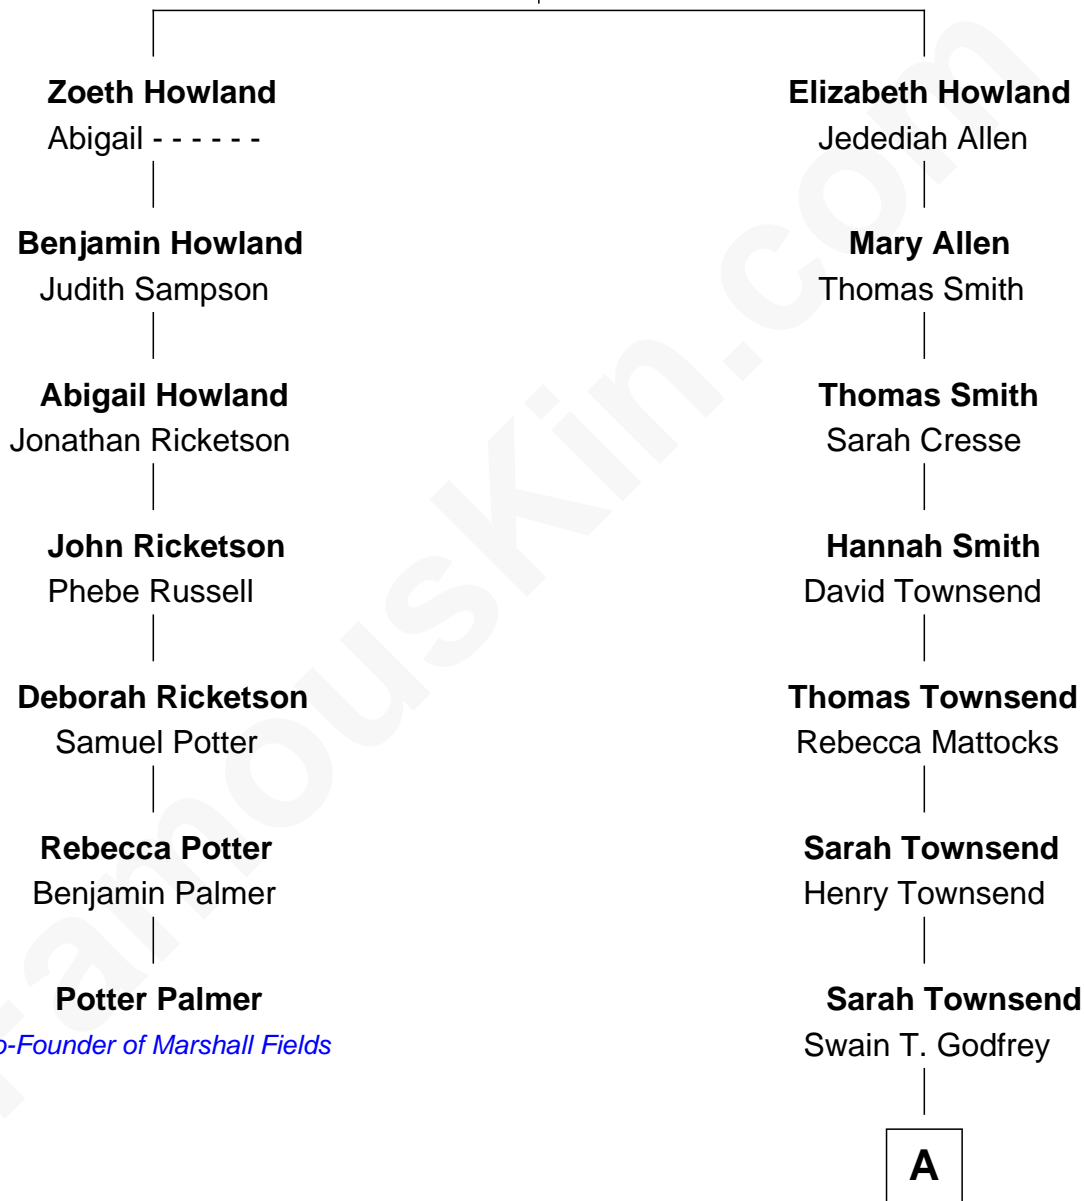 Zoeth Howland
Abigail - - - - - -
Elizabeth Howland
Jedediah Allen
Benjamin Howland
Judith Sampson
Mary Allen
Thomas Smith
Abigail Howland
Jonathan Ricketson
Thomas Smith
Sarah Cresse
John Ricketson
Phebe Russell
Hannah Smith
David Townsend
Deborah Ricketson
Samuel Potter
Thomas Townsend
Rebecca Mattocks
Rebecca Potter
Benjamin Palmer
Sarah Townsend
Henry Townsend
Potter Palmer
o-Founder of Marshall Fields
Sarah Townsend
Swain T. Godfrey
A
FamousKin.com